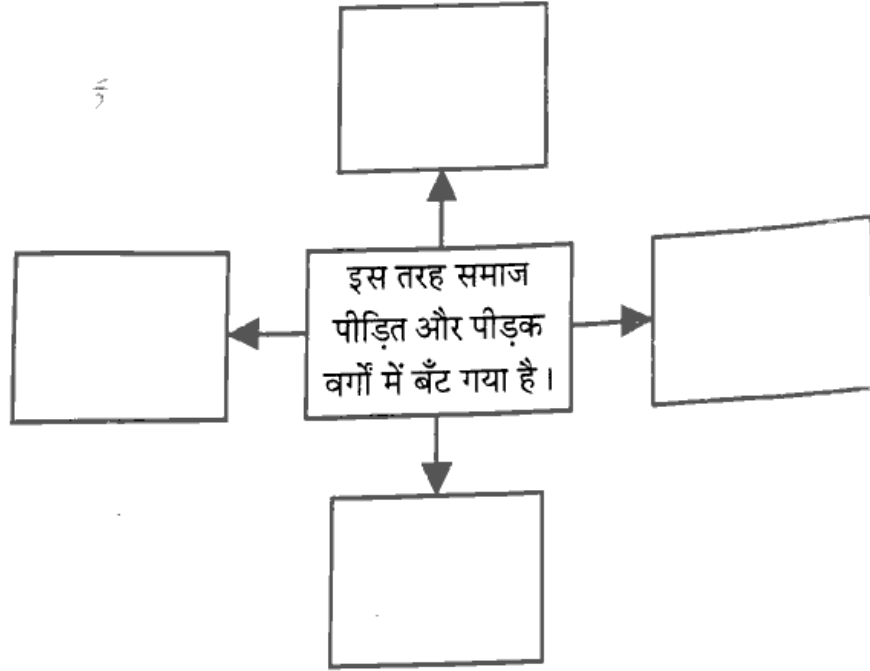 इस तरह समाज
पीड़ित और पीड़क
वर्गों में बँट गया है।